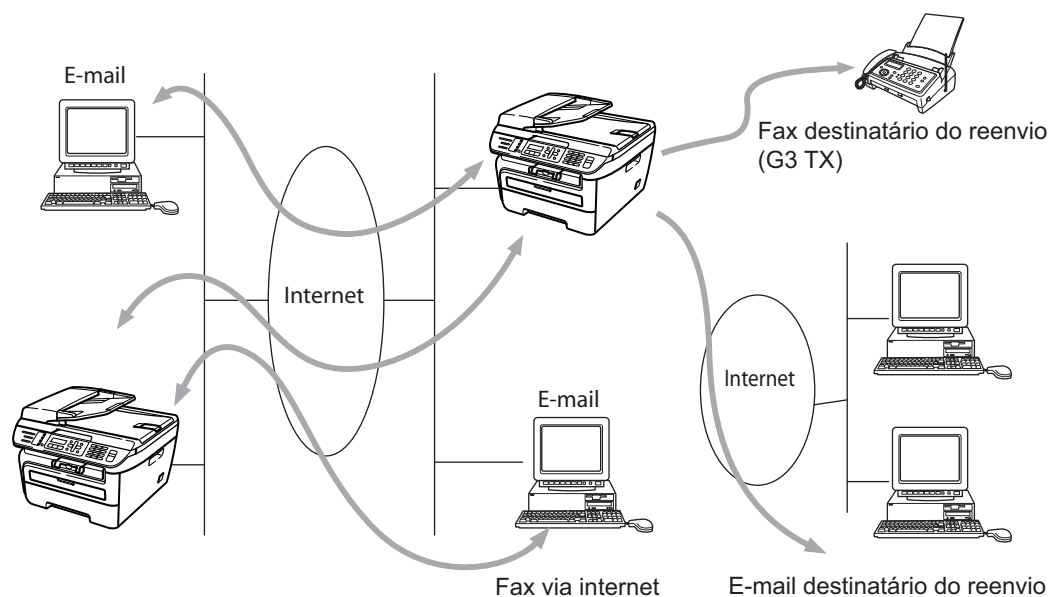 E-mail
Fax destinatário do reenvio
(G3 TX)
Internet
Internet
E-mail
Fax via internet
E-mail destinatário do reenvio